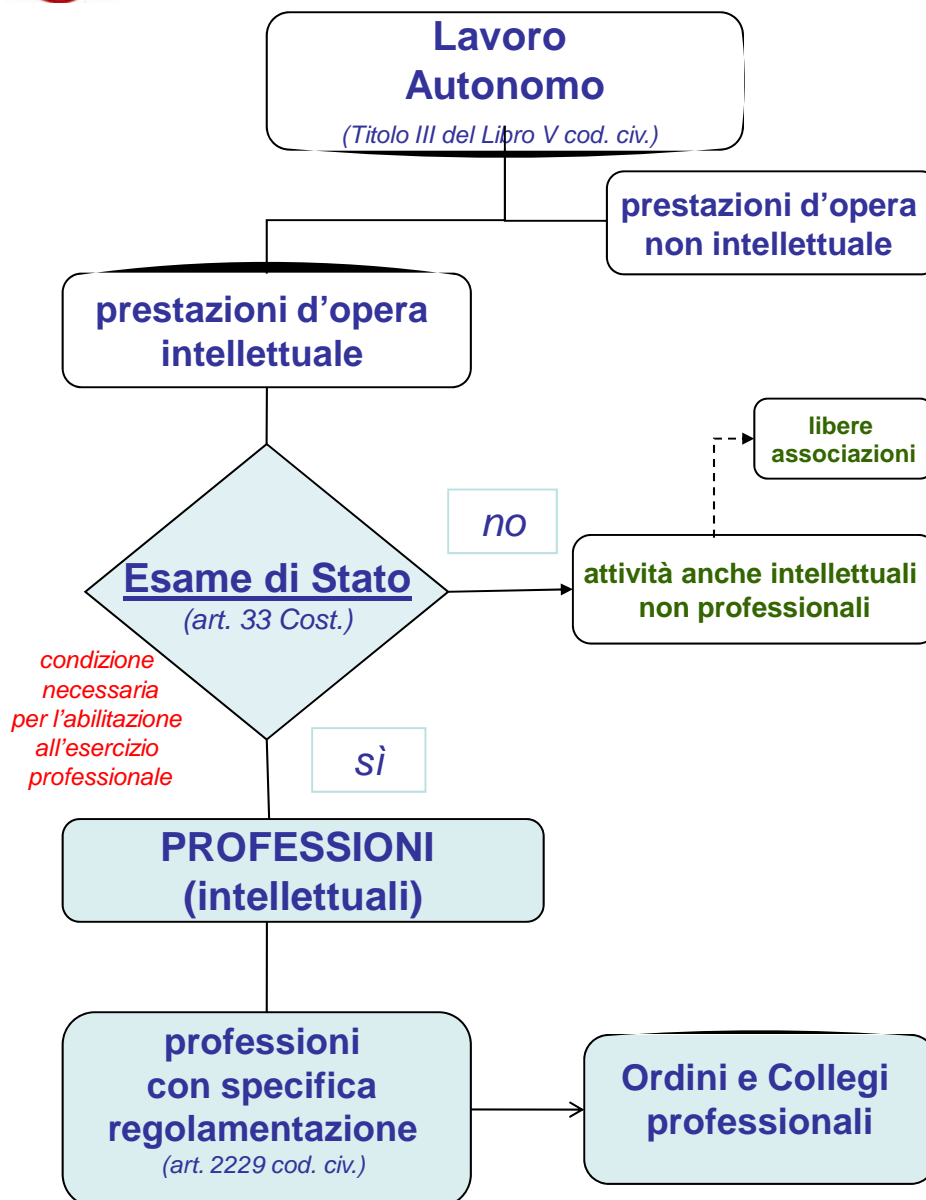 Lavoro
Autonomo
(Titolo III del Libro V cod. civ.)
prestazioni d’opera
non intellettuale
prestazioni d’opera
intellettuale
libere
associazioni
no
Esame di Stato
(art. 33 Cost.)
attività anche intellettuali
non professionali
condizione
necessaria
per l’abilitazione
all’esercizio
professionale
sì
PROFESSIONI
(intellettuali)
professioni
con specifica
regolamentazione
(art. 2229 cod. civ.)
Ordini e Collegi
professionali